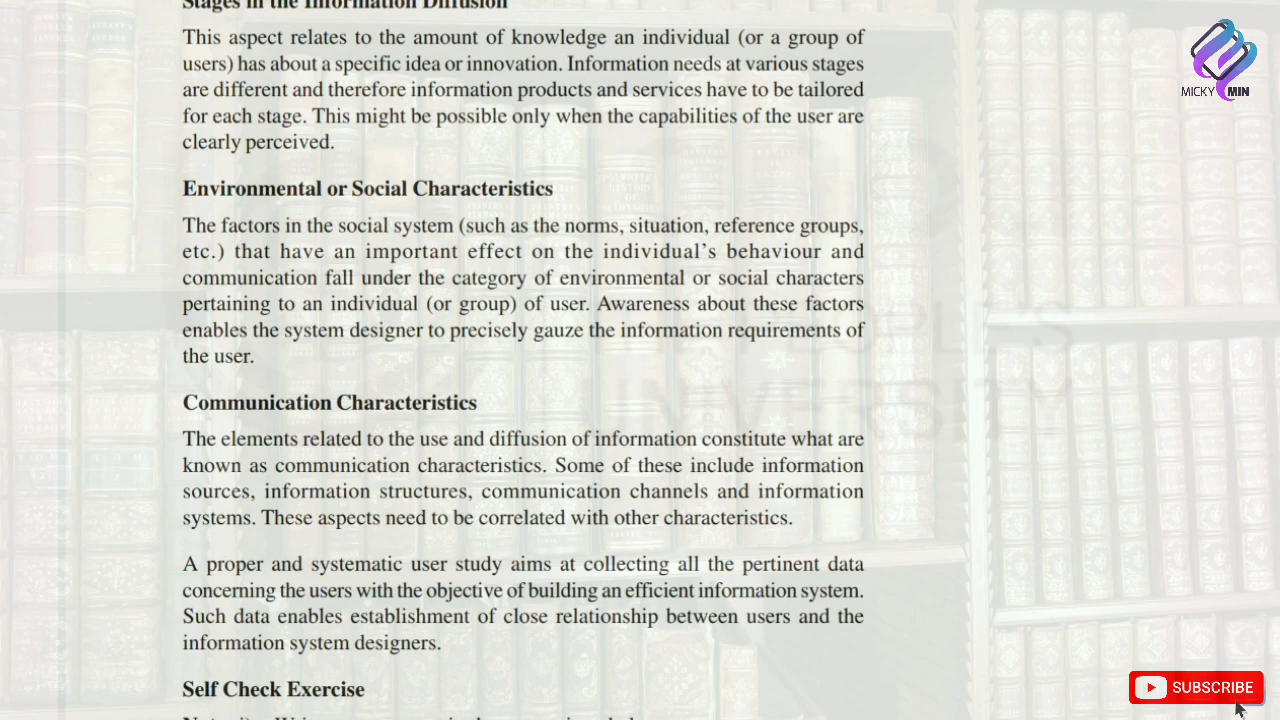 Stages in the Information Diffusion
This aspect relates to the amount of knowledge an individual (or a group of
users) has about a specific idea or innovation. Information needs at various stages
are different and therefore information products and services have to be tailored
for each stage. This might be possible only when the capabilities of the user are
clearly perceived.
Environmental or Social Characteristics
The factors in the social system (such as the norms, situation, reference groups,
etc.) that have an important effect on the individual's behaviour and
communication fall under the category of environmental or social characters
pertaining to an individual (or group) of user. Awareness about these factors
enables the system designer to precisely gauze the information requirements of
the user.
Communication Characteristics
The elements related to the use and diffusion of information constitute what are
known as communication characteristics. Some of these include information
sources, information structures, communication channels and information
systems. These aspects need to be correlated with other characteristics.
A proper and systematic user study aims at collecting all the pertinent data
concerning the users with the objective of building an efficient information system.
Such data enables establishment of close relationship between users and the
information system designers.
Self Check Exercise
MICKY MIN
UNIVERSITY
SUBSCRIBE